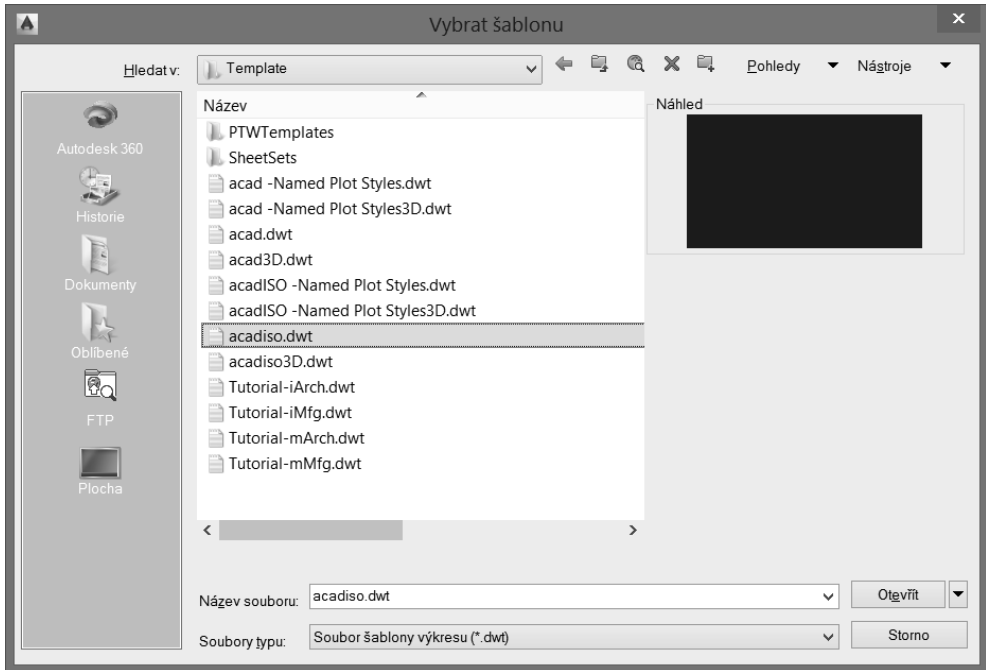 Vybrat šablonu
Hledat v: Template Pohledy Nástroje
Autodesk 360
Historie
Dokumenty
Oblíbené
FTP
Plocha
Název
PTWTemplates
SheetSets
acad -Named Plot Styles.dwt
acad -Named Plot Styles3D.dwt
acad.dwt
acad3D.dwt
acadISO -Named Plot Styles.dwt
acadISO -Named Plot Styles3D.dwt
acadiso.dwt
acadiso3D.dwt
Tutorial-iArch.dwt
Tutorial-iMfg.dwt
Tutorial-mArch.dwt
Tutorial-mMfg.dwt
Náhled
Název souboru: acadiso.dwt Otevřít
Soubory typu: Soubor šablony výkresu (*.dwt) Storno